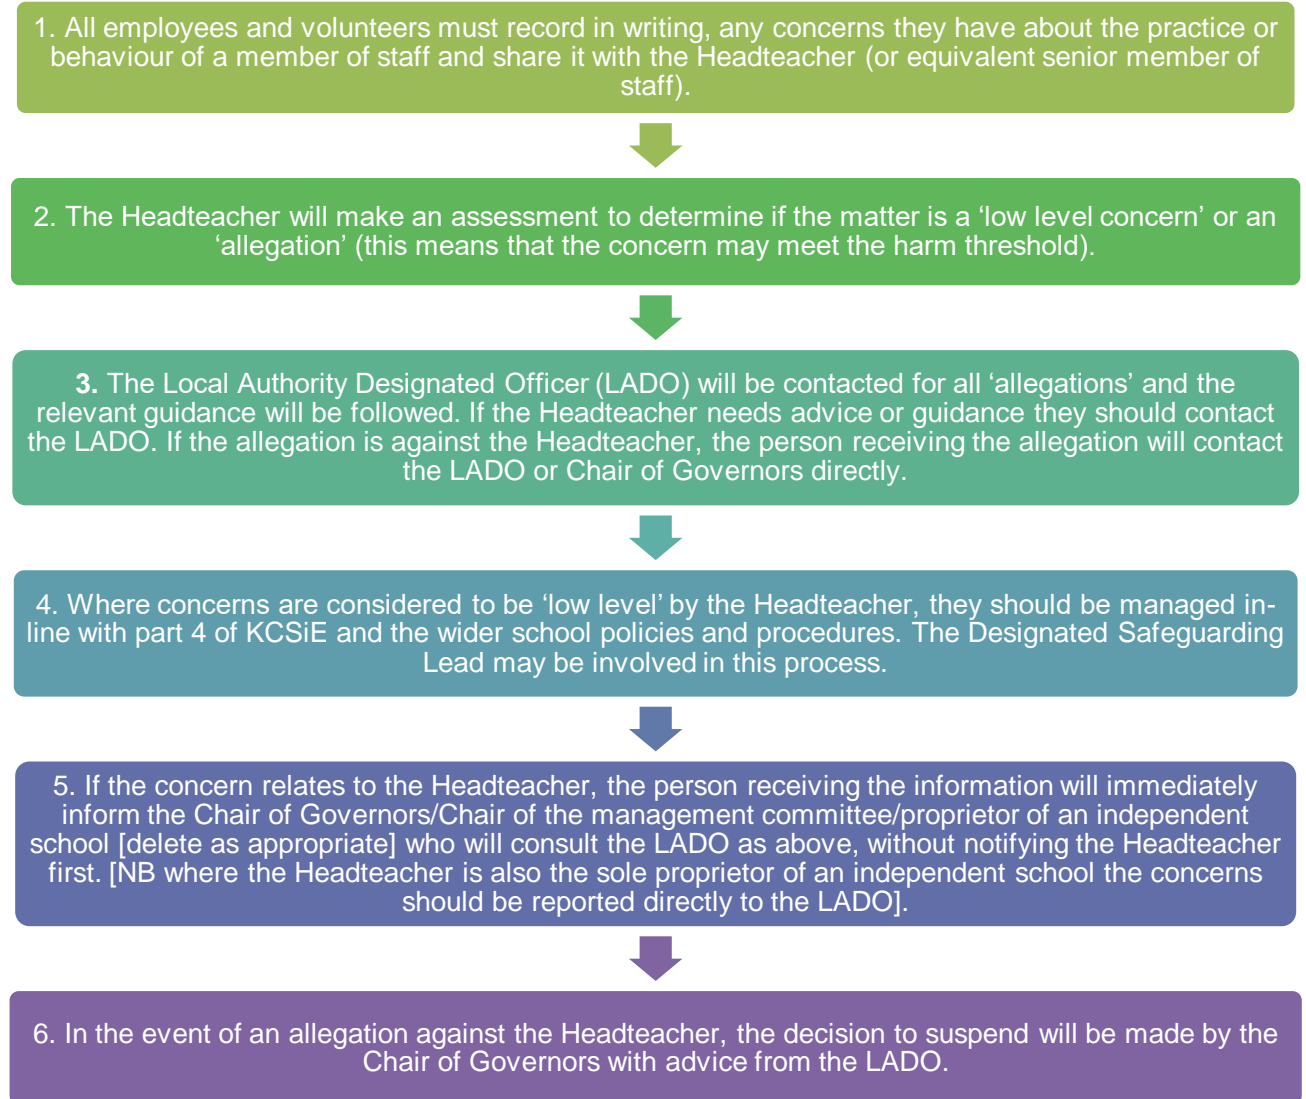 1. All employees and volunteers must record in writing, any concerns they have about the practice or
behaviour of a member of staff and share it with the Headteacher (or equivalent senior member of
staff).
2. The Headteacher will make an assessment to determine if the matter is a ‘low level concern’ or an
‘allegation’ (this means that the concern may meet the harm threshold).
3. The Local Authority Designated Officer (LADO) will be contacted for all ‘allegations’ and the
relevant guidance will be followed. If the Headteacher needs advice or guidance they should contact
the LADO. If the allegation is against the Headteacher, the person receiving the allegation will contact
the LADO or Chair of Governors directly.
4. Where concerns are considered to be ‘low level’ by the Headteacher, they should be managed in-
line with part 4 of KCSiE and the wider school policies and procedures. The Designated Safeguarding
Lead may be involved in this process.
5. If the concern relates to the Headteacher, the person receiving the information will immediately
inform the Chair of Governors/Chair of the management committee/proprietor of an independent
school [delete as appropriate] who will consult the LADO as above, without notifying the Headteacher
first. [NB where the Headteacher is also the sole proprietor of an independent school the concerns
should be reported directly to the LADO].
6. In the event of an allegation against the Headteacher, the decision to suspend will be made by the
Chair of Governors with advice from the LADO.